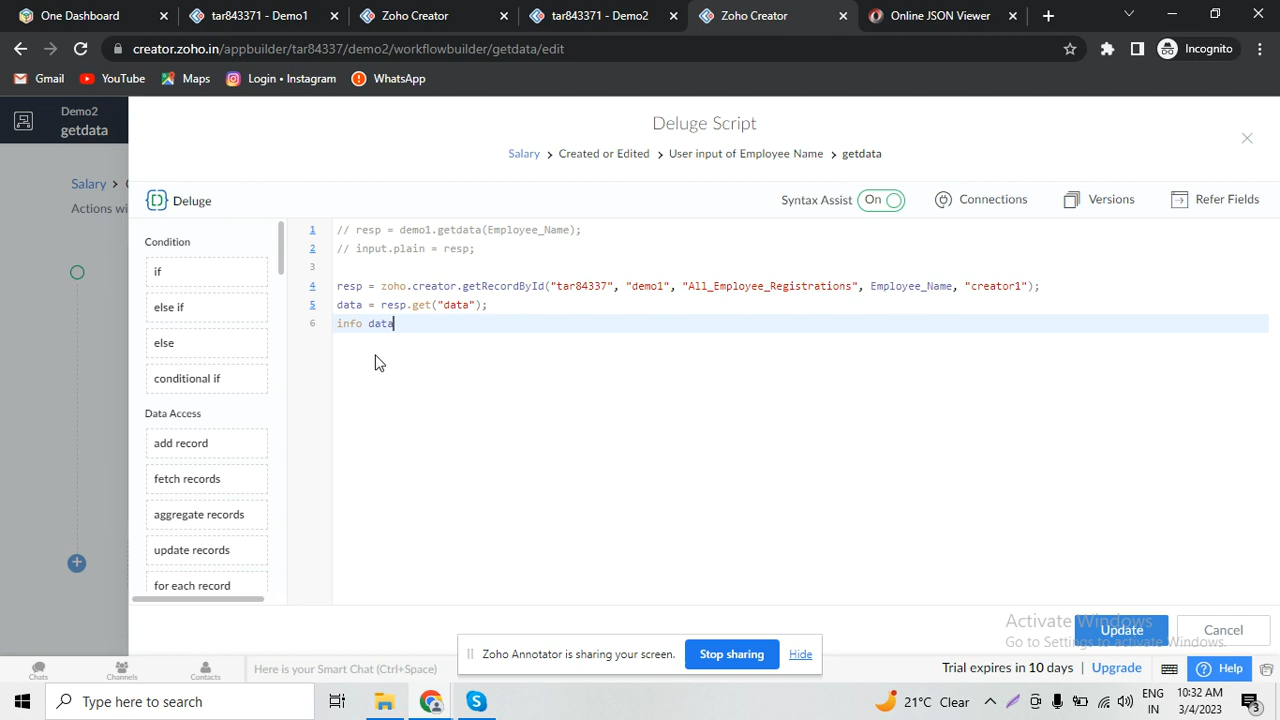 One Dashboard
tar843371 - Demo1
Zoho Creator
tar843371 - Demo2
Zoho Creator
Online JSON Viewer
creator.zoho.in/appbuilder/tar84337/demo2/workflowbuilder/getdata/edit
Incognito
Gmail
YouTube
Maps
Login • Instagram
WhatsApp
Demo2
getdata
Deluge Script
Salary > Created or Edited > User input of Employee Name > getdata
Salary >
Actions wi
Deluge
Syntax Assist On
Connections
Versions
Refer Fields
Condition
if
else if
else
conditional if
Data Access
add record
fetch records
aggregate records
update records
for each record
1 // resp = demo1.getdata(Employee_Name);
2 // input.plain = resp;
3
4 resp = zoho.creator.getRecordById("tar84337", "demo1", "All_Employee_Registrations", Employee_Name, "creator1");
5 data = resp.get("data");
6 info data
Activate Windows
Go to Settings to activate Windows.
Update
Cancel
Zoho Annotator is sharing your screen.
Stop sharing
Hide
Chats
Channels
Contacts
Here is your Smart Chat (Ctrl+Space)
Trial expires in 10 days
Upgrade
Help
Type here to search
21°C Clear
ENG
IN
10:32 AM
3/4/2023
3